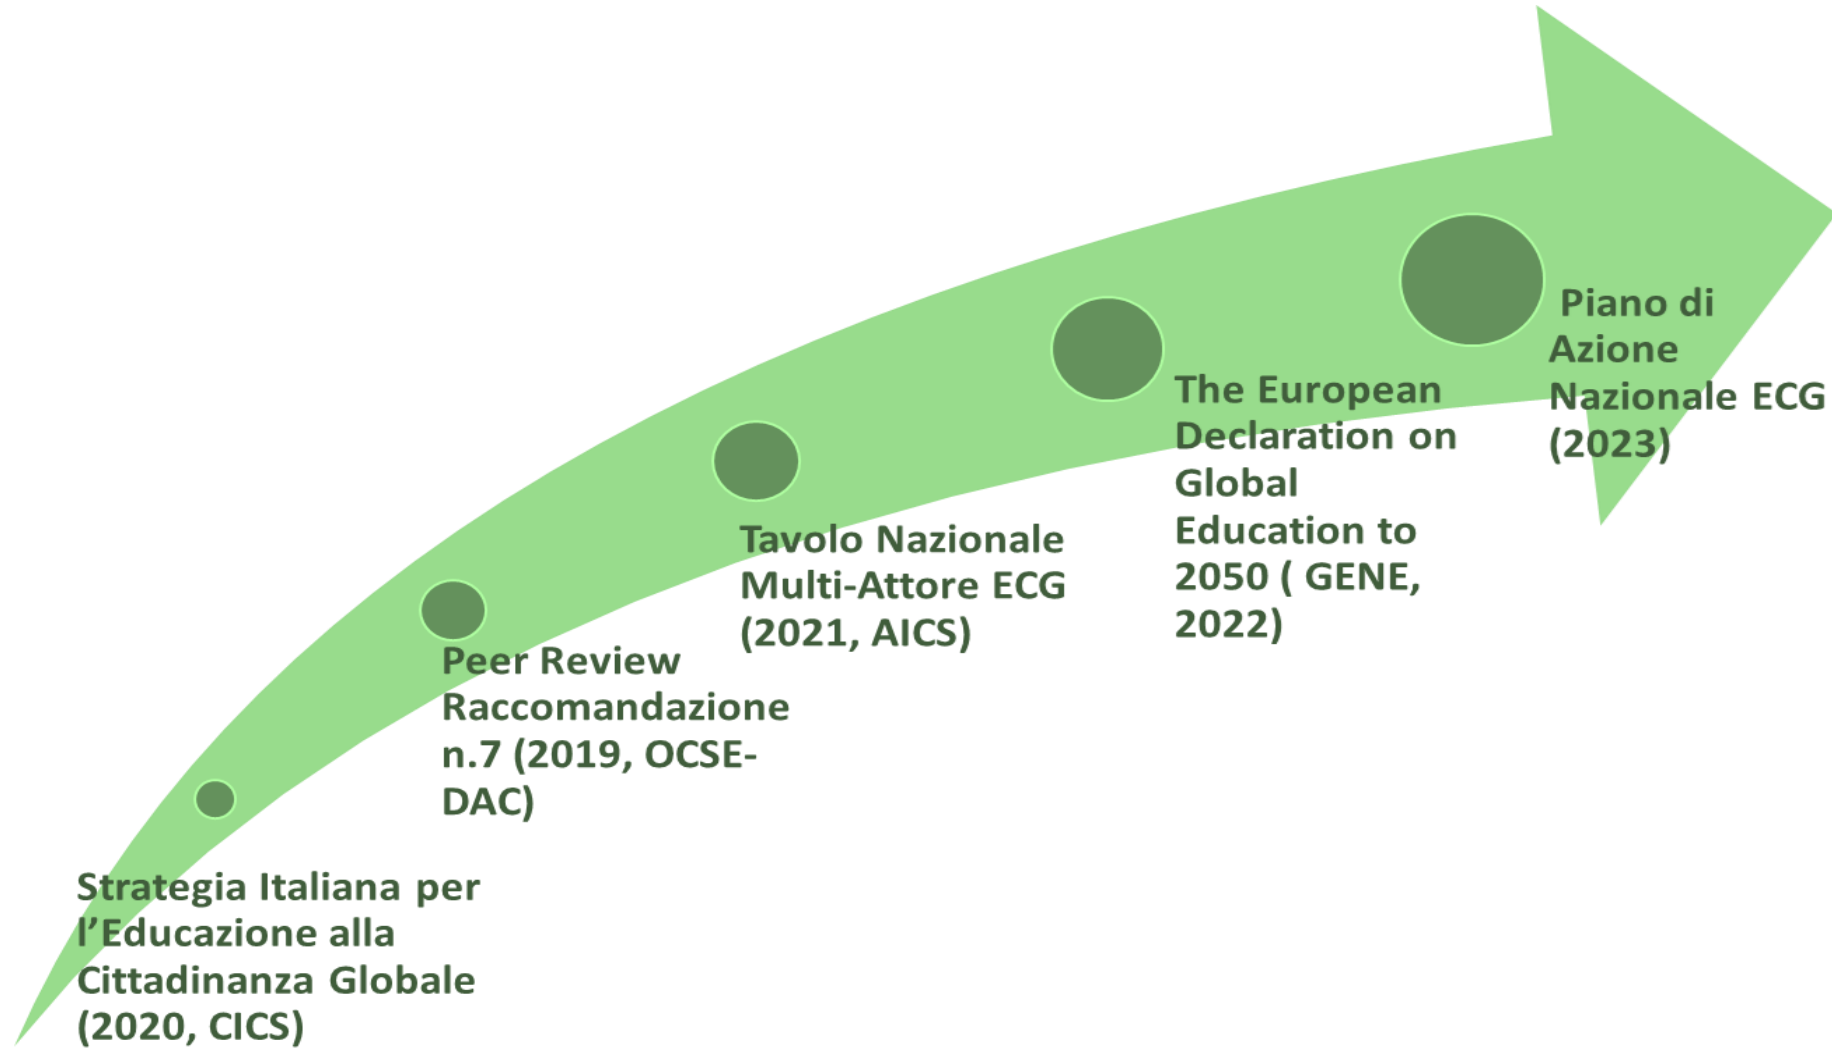 Strategia Italiana per
l’Educazione alla
Cittadinanza Globale
(2020, CICS)
Peer Review
Raccomandazione
n.7 (2019, OCSE-
DAC)
Tavolo Nazionale
Multi-Attore ECG
(2021, AICS)
The European
Declaration on
Global
Education to
2050 ( GENE,
2022)
Piano di
Azione
Nazionale ECG
(2023)